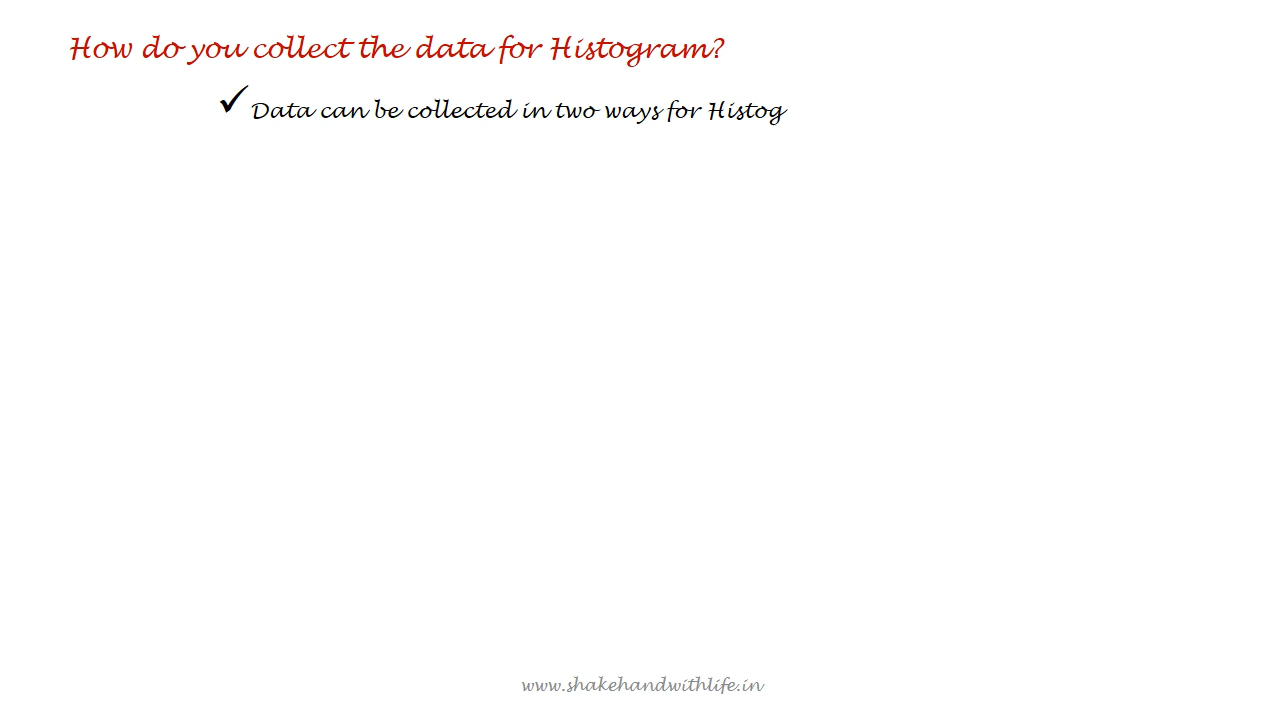 How do you collect the data for Histogram?
✓Data can be collected in two ways for Histog
www.shakehandwithlife.in